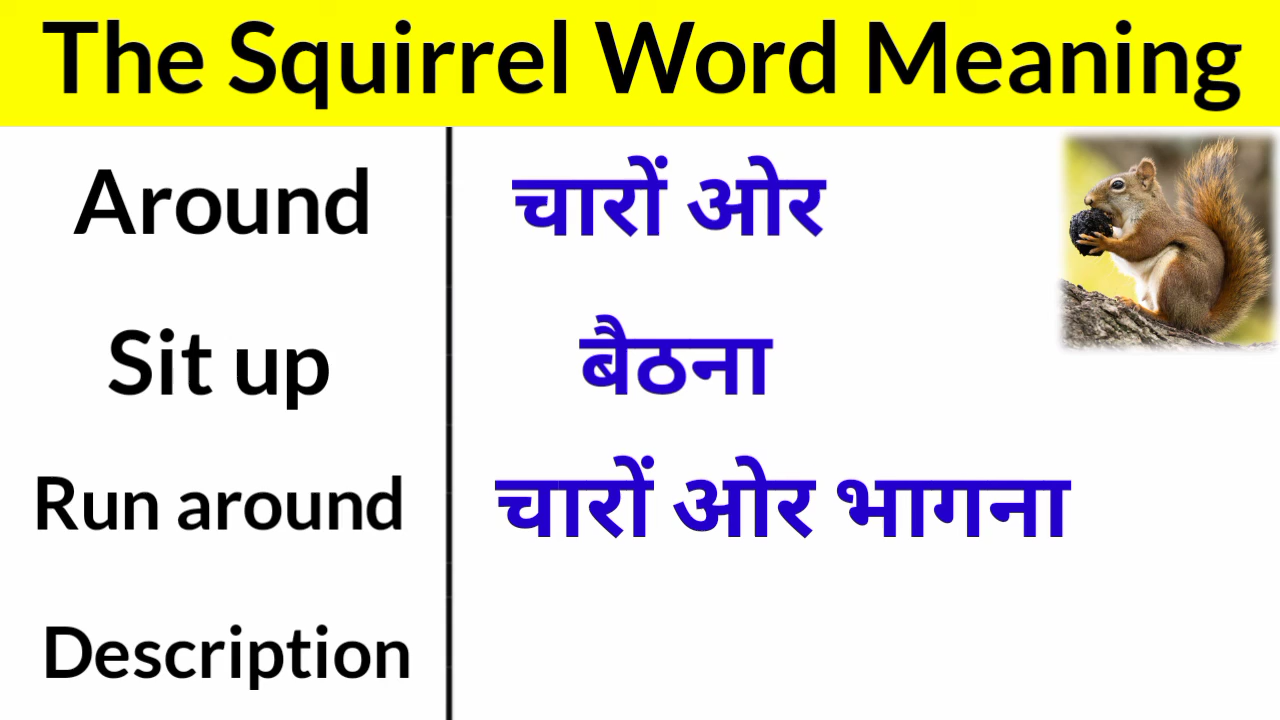 The Squirrel Word Meaning
Around चारों ओर
Sit up बैठना
Run around चारों ओर भागना
Description